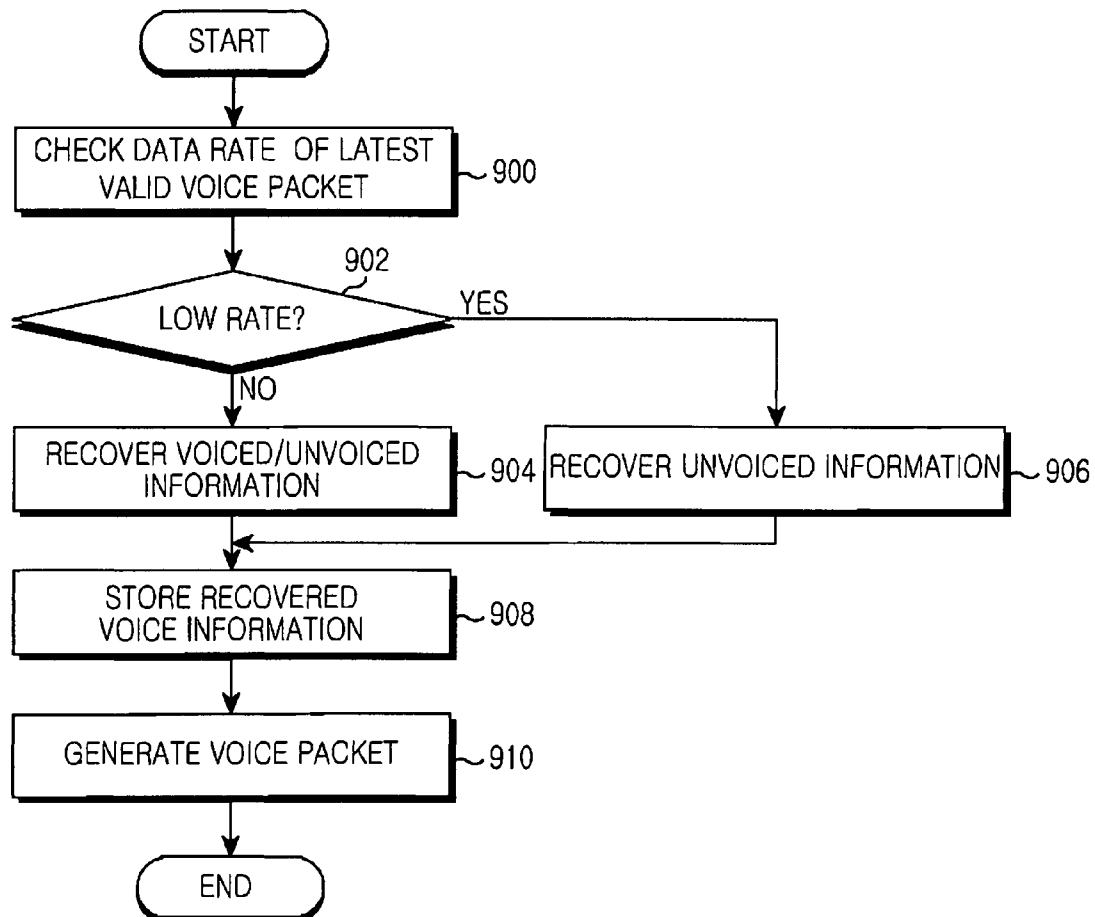 START
CHECK DATA RATE OF LATEST
VALID VOICE PACKET
900
902
LOW RATE?
YES
NO
RECOVER VOICED/UNVOICED
INFORMATION
904
RECOVER UNVOICED INFORMATION
906
STORE RECOVERED
VOICE INFORMATION
908
GENERATE VOICE PACKET
910
END